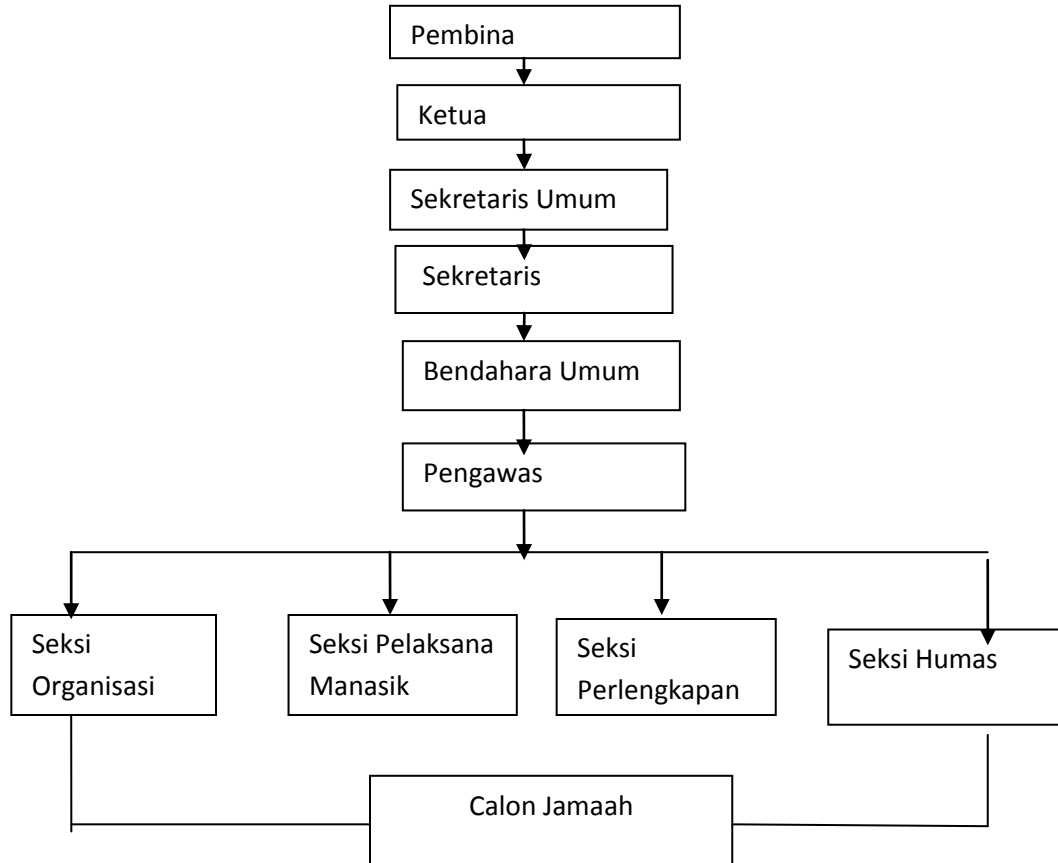 Pembina
Ketua
Sekretaris Umum
Sekretaris
Bendahara Umum
Pengawas
Seksi
Organisasi
Seksi Pelaksana
Manasik
Seksi
Perlengkapan
Seksi Humas
Calon Jamaah